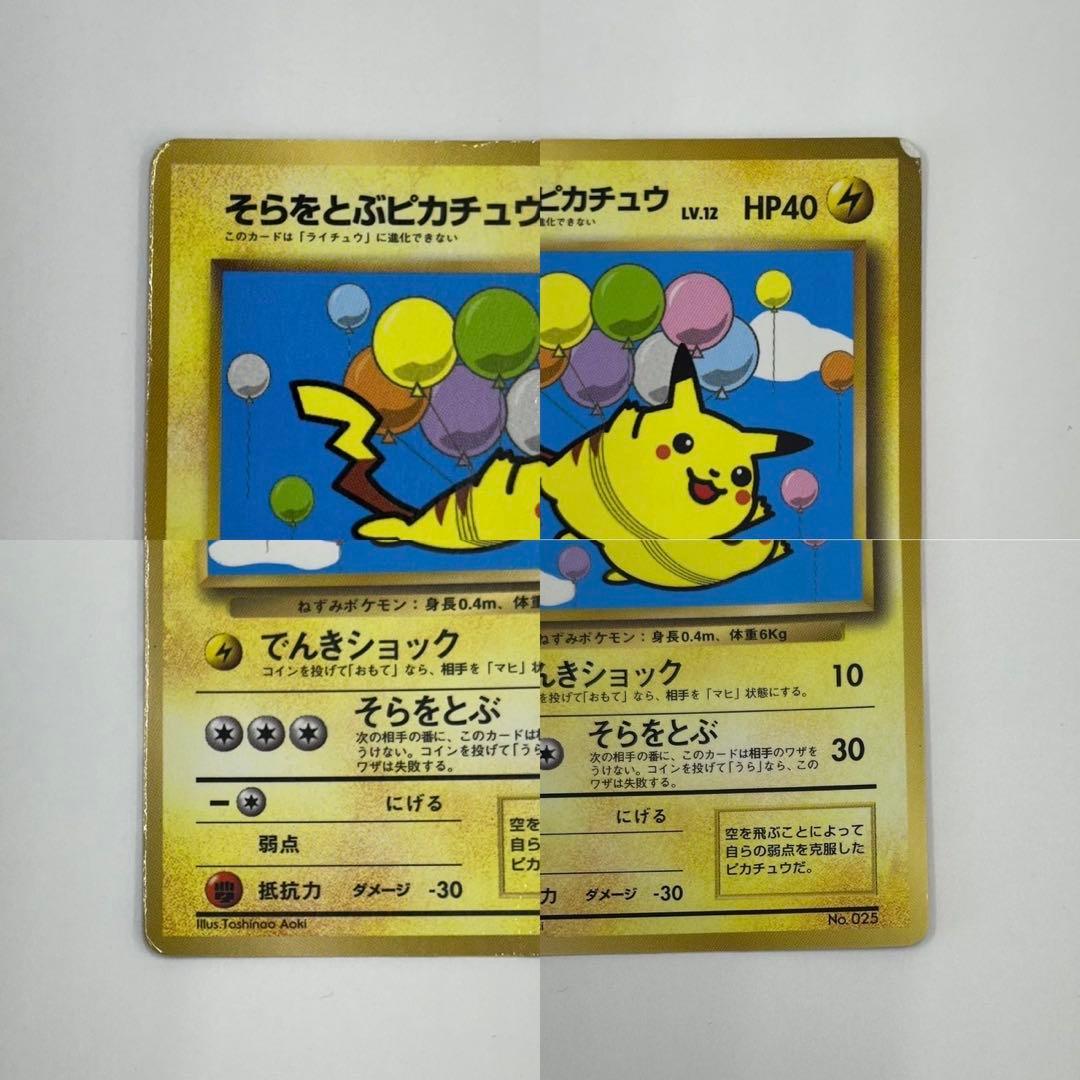 そらをとぶピカチュウ
このカードは「ライチュウ」に進化できない
ピカチュウ LV.12 HP40
進化できない
ねずみポケモン：身長0.4m、体重
でんきショック
コインを投げて「おもて」なら、相手を「マヒ」状
そらをとぶ
次の相手の番に、このカードは
うけない。コインを投げて「うら
ワザは失敗する。
にげる
弱点
抵抗力 ダメージ -30
空を
自ら
ピカ
Illus.Toshinao Aoki
ねずみポケモン：身長0.4m、体重6Kg
んきショック 10
を投げて「おもて」なら、相手を「マヒ」状態にする。
そらをとぶ 30
次の相手の番に、このカードは相手のワザを
うけない。コインを投げて「うら」なら、この
ワザは失敗する。
にげる
力 ダメージ -30
空を飛ぶことによって
自らの弱点を克服した
ピカチュウだ。
No. 025